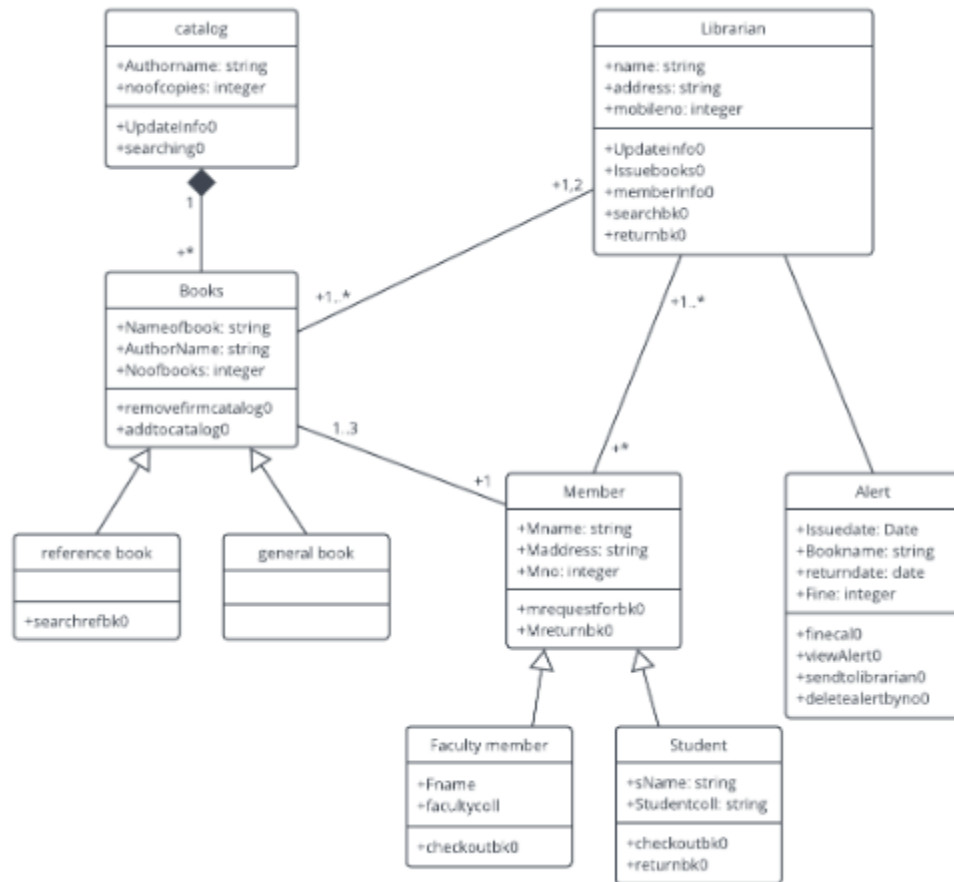 catalog
+Authorname: string
+noofcopies: integer
+UpdateInfo0
+searching0
Librarian
+name: string
+address: string
+mobileno: integer
+Updateinfo0
+Issuebooks0
+memberInfo0
+searchbk0
+returnbk0
1
+*
+1,2
+1..*
+1..*
+*
Books
+Nameofbook: string
+AuthorName: string
+Noofbooks: integer
+removefirmcatalog0
+addtocatalog0
1..3
+1
reference book
+searchrefbk0
general book
Member
+Mname: string
+Maddress: string
+Mno: integer
+mrequestforbk0
+Mreturnbk0
Alert
+Issuedate: Date
+Bookname: string
+returndate: date
+Fine: integer
+finecal0
+viewAlert0
+sendtolibrarian0
+deletealertbyno0
Faculty member
+Fname
+facultycoll
+checkoutbk0
Student
+sName: string
+Studentcoll: string
+checkoutbk0
+returnbk0